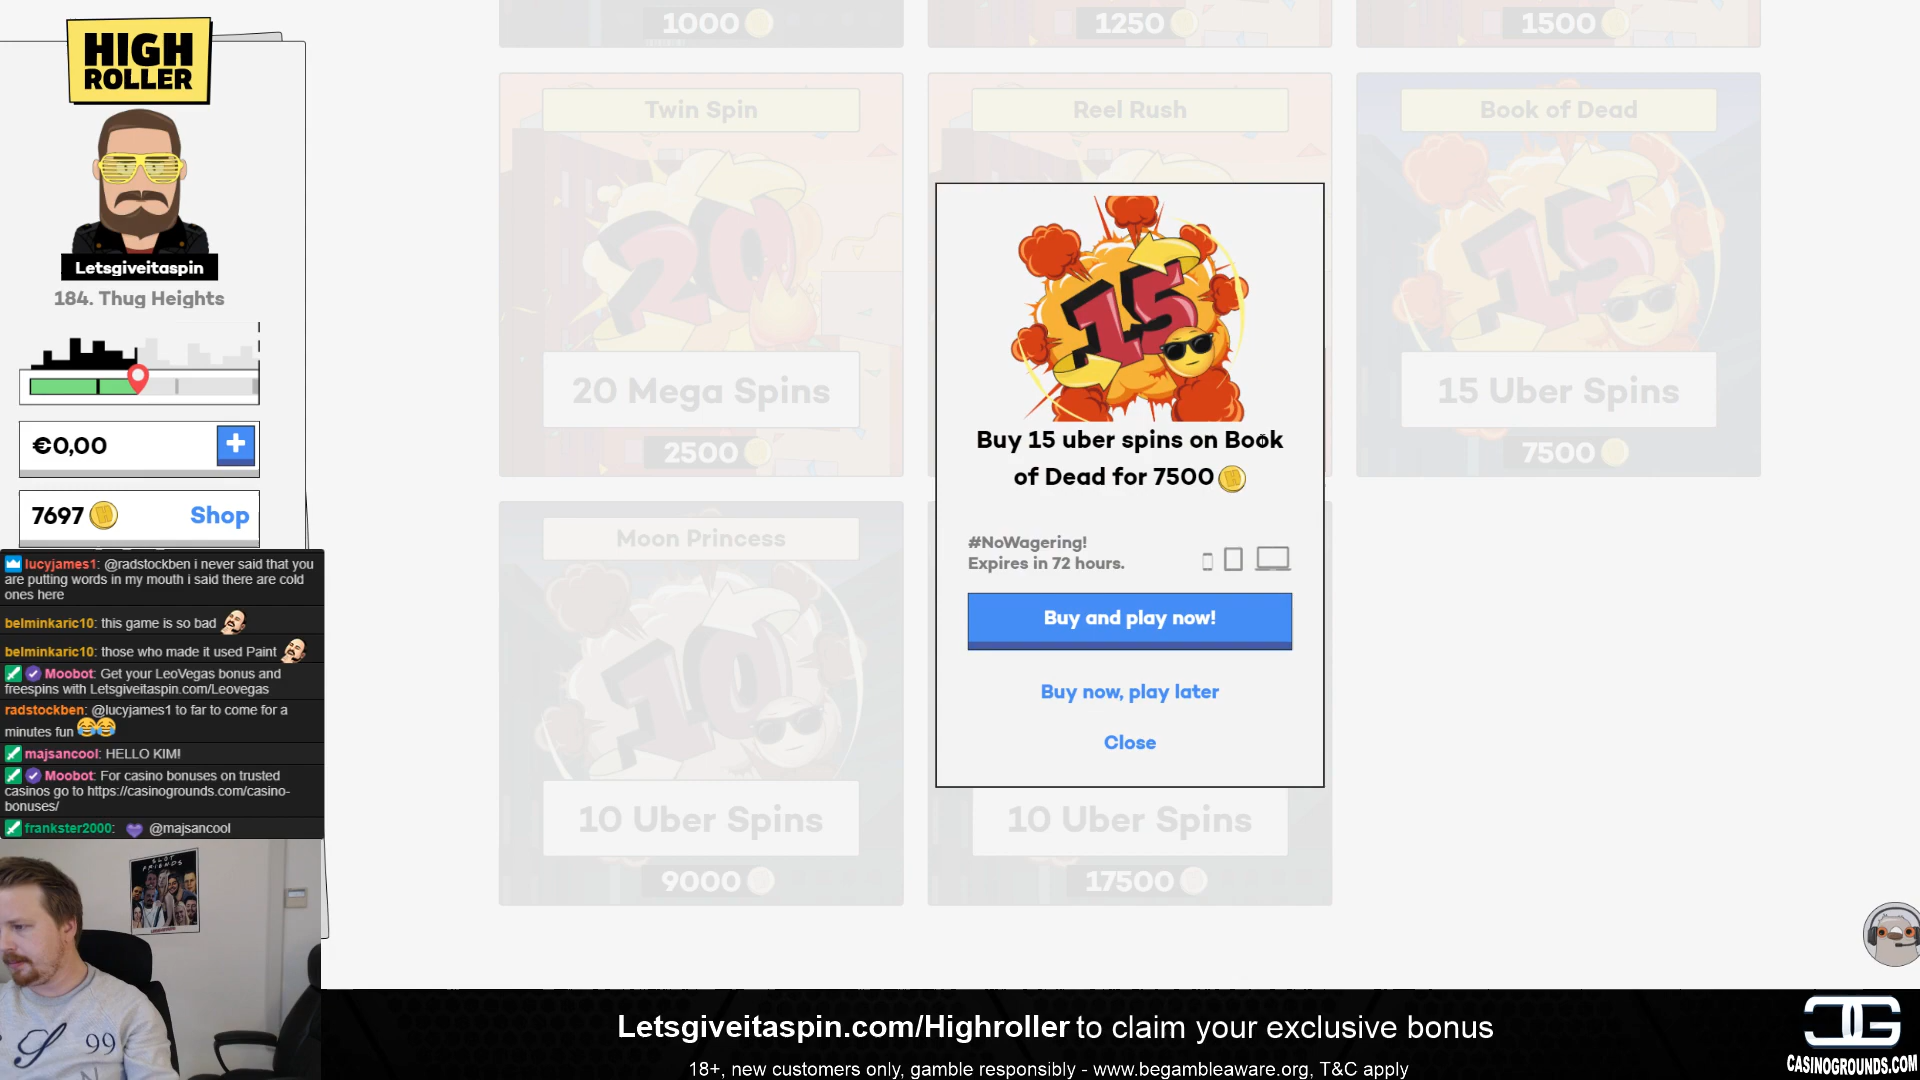 HIGH
ROLLER
Letsgiveitaspin
184. Thug Heights
€0,00
+
7697
Shop
lucyjames1: @radstockben i never said that you
are putting words in my mouth i said there are cold
ones here
belminkaric10: this game is so bad
belminkaric10: those who made it used Paint
Moobot: Get your LeoVegas bonus and
freespins with Letsgiveitaspin.com/Leovegas
radstockben: @lucyjames1 to far to come for a
minutes fun
majsancool: HELLO KIM!
Moobot: For casino bonuses on trusted
casinos go to https://casinogrounds.com/casino-
bonuses/
frankster2000: @majsancool
SLOT
FRIENDS
99
1000
1250
1500
Twin Spin
20
20 Mega Spins
2500
Reel Rush
Book of Dead
15
15 Uber Spins
7500
15
Buy 15 uber spins on Book
of Dead for 7500
#NoWagering!
Expires in 72 hours.
Buy and play now!
Buy now, play later
Close
Moon Princess
10
10 Uber Spins
9000
10 Uber Spins
17500
Letsgiveitaspin.com/Highroller to claim your exclusive bonus
18+, new customers only, gamble responsibly - www.begambleaware.org, T&C apply
CG
CASINOGROUNDS.COM